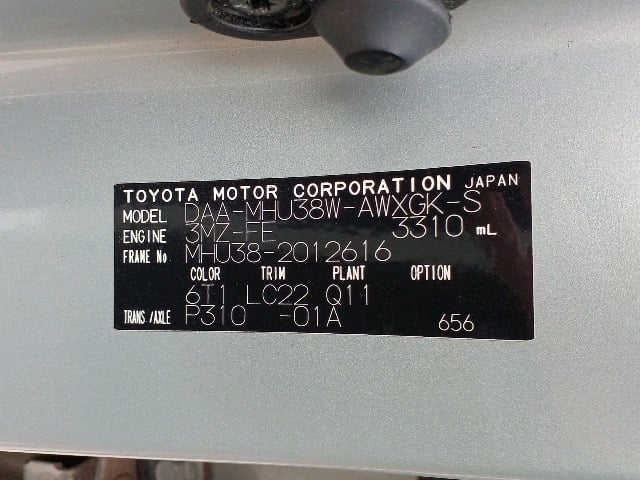 TOYOTA MOTOR CORPORATION JAPAN
MODEL DAA-MHU38W-AWXGK-S
ENGINE 3MZ-FE 3310 mL
FRAME No. MHU38-2012616
COLOR TRIM PLANT OPTION
6T1 LC22 Q11
TRANS/AXLE P310 -01A 656